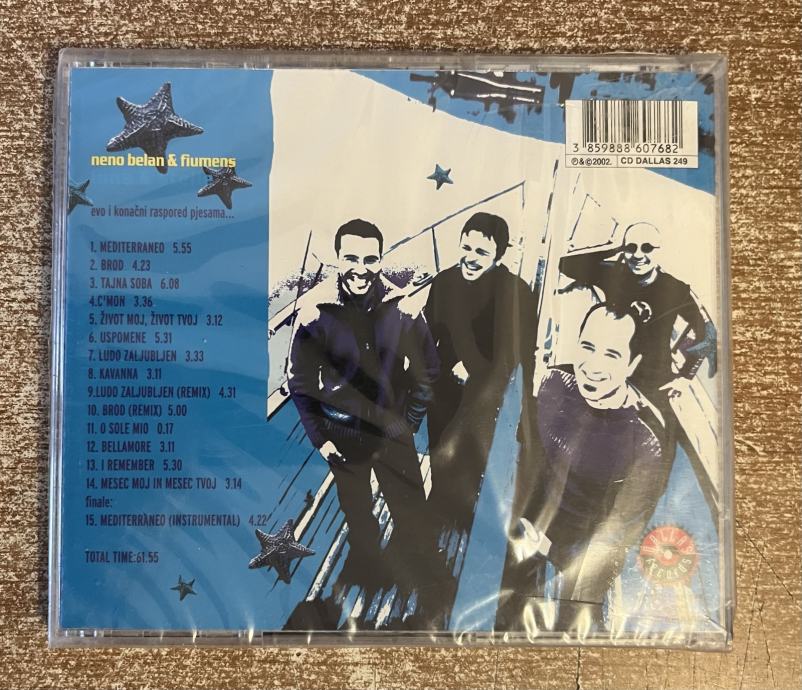 neno belan & fiumens
evo i konačni raspored pjesama...
1. MEDITERRANEO 5.55
2. BROD 4.23
3. TAJNA SOBA 6.08
4.C'MON 3.36
5. ŽIVOT MOJ, ŽIVOT TVOJ 3.12
6. USPOMENE 5.31
7. LUDO ZALJUBLJEN 3.33
8. KAVANNA 3.11
9.LUDO ZALJUBLJEN (REMIX) 4.31
10. BROD (REMIX) 5.00
11. O SOLE MIO 0.17
12. BELLAMORE 3.11
13. I REMEMBER 5.30
14. MESEC MOJ IN MESEC TVOJ 3.14
finale:
15. MEDITERRANEO (INSTRUMENTAL) 4.22
TOTAL TIME:61.55
3 859888 607682
℗&©2002. CD DALLAS 249
DALLAS
RECORDS